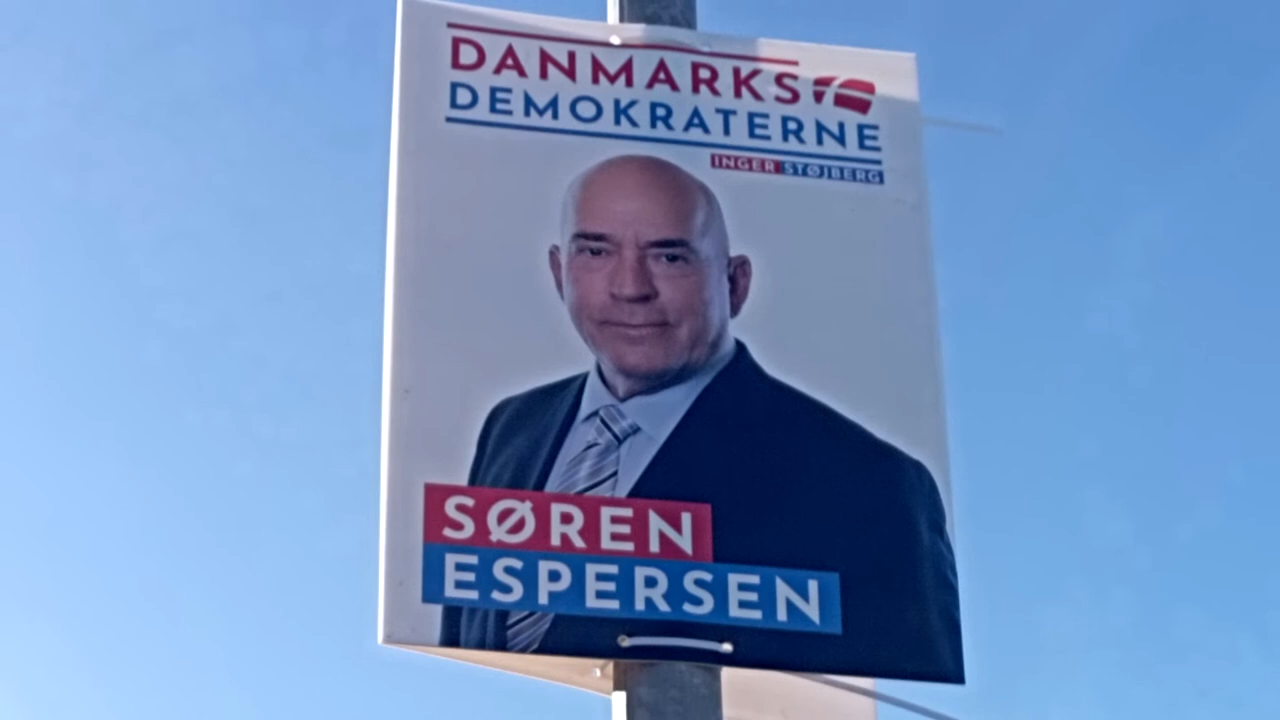 DANMARKS
DEMOKRATERNE
INGER STØJBERG
SØREN
ESPERSEN